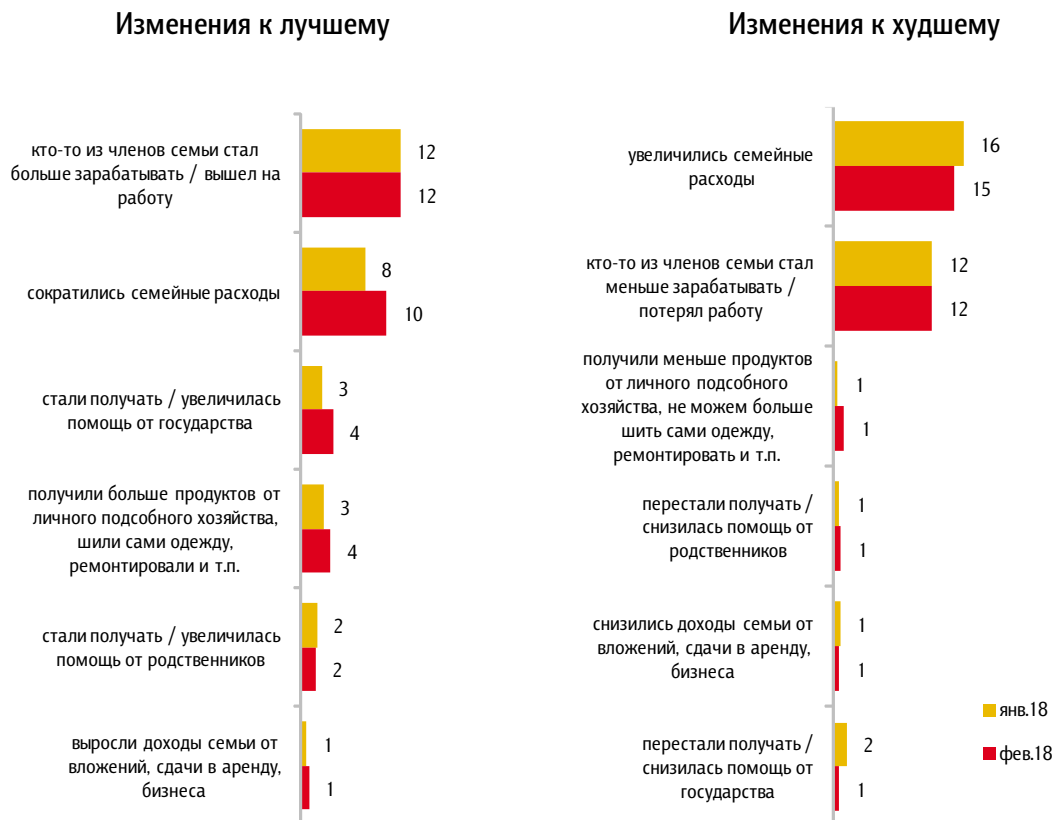 Изменения к лучшему
кто-то из членов семьи стал
больше зарабатывать / вышел на
работу
12
12
сократились семейные расходы
8
10
стали получать / увеличилась
помощь от государства
3
4
получили больше продуктов от
личного подсобного хозяйства,
шили сами одежду,
ремонтировали и т.п.
3
4
стали получать / увеличилась
помощь от родственников
2
2
выросли доходы семьи от
вложений, сдачи в аренду,
бизнеса
1
1
Изменения к худшему
увеличились семейные
расходы
16
15
кто-то из членов семьи стал
меньше зарабатывать /
потерял работу
12
12
получили меньше продуктов
от личного подсобного
хозяйства, не можем больше
шить сами одежду,
ремонтировать и т.п.
1
1
перестали получать /
снизилась помощь от
родственников
1
1
снизились доходы семьи от
вложений, сдачи в аренду,
бизнеса
1
1
перестали получать /
снизилась помощь от
государства
2
1
янв.18
фев.18